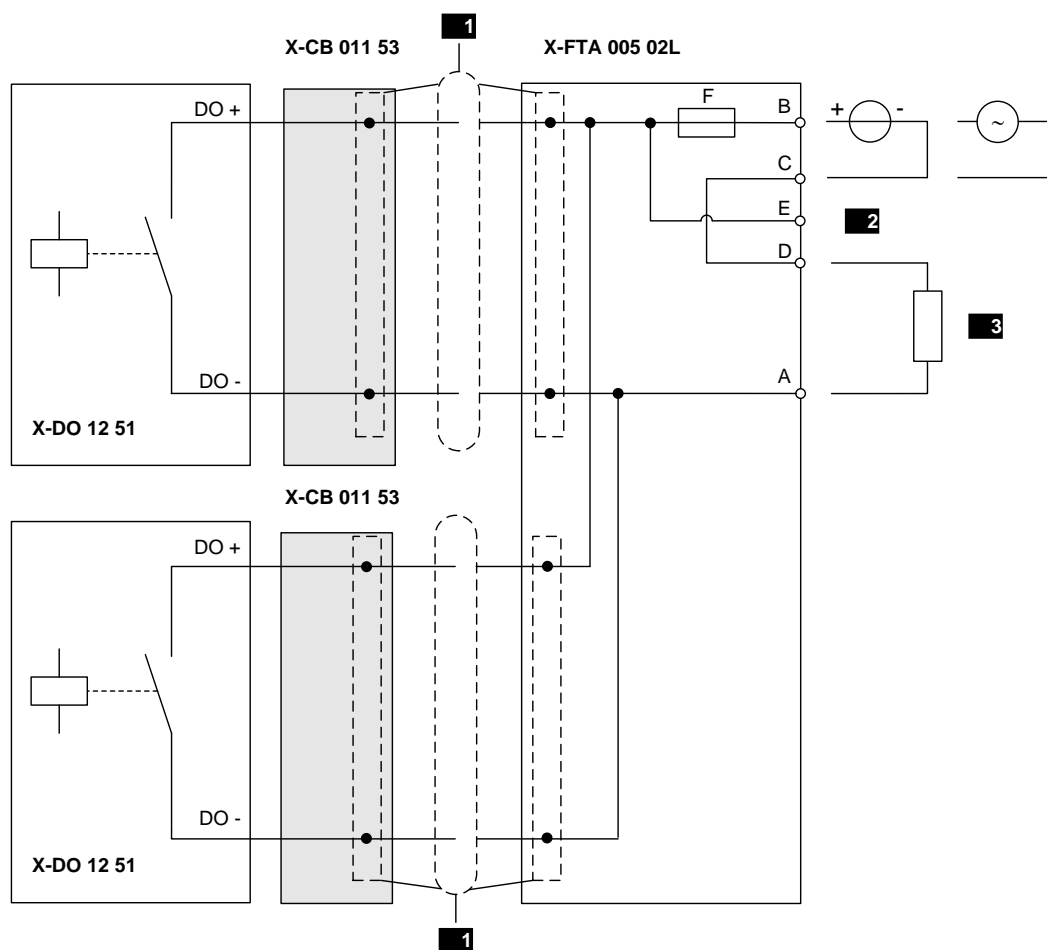 1
X-CB 011 53
X-FTA 005 02L
DO +
F
B
+
-
~
C
E
2
D
3
DO -
A
X-DO 12 51
X-CB 011 53
DO +
DO -
X-DO 12 51
1